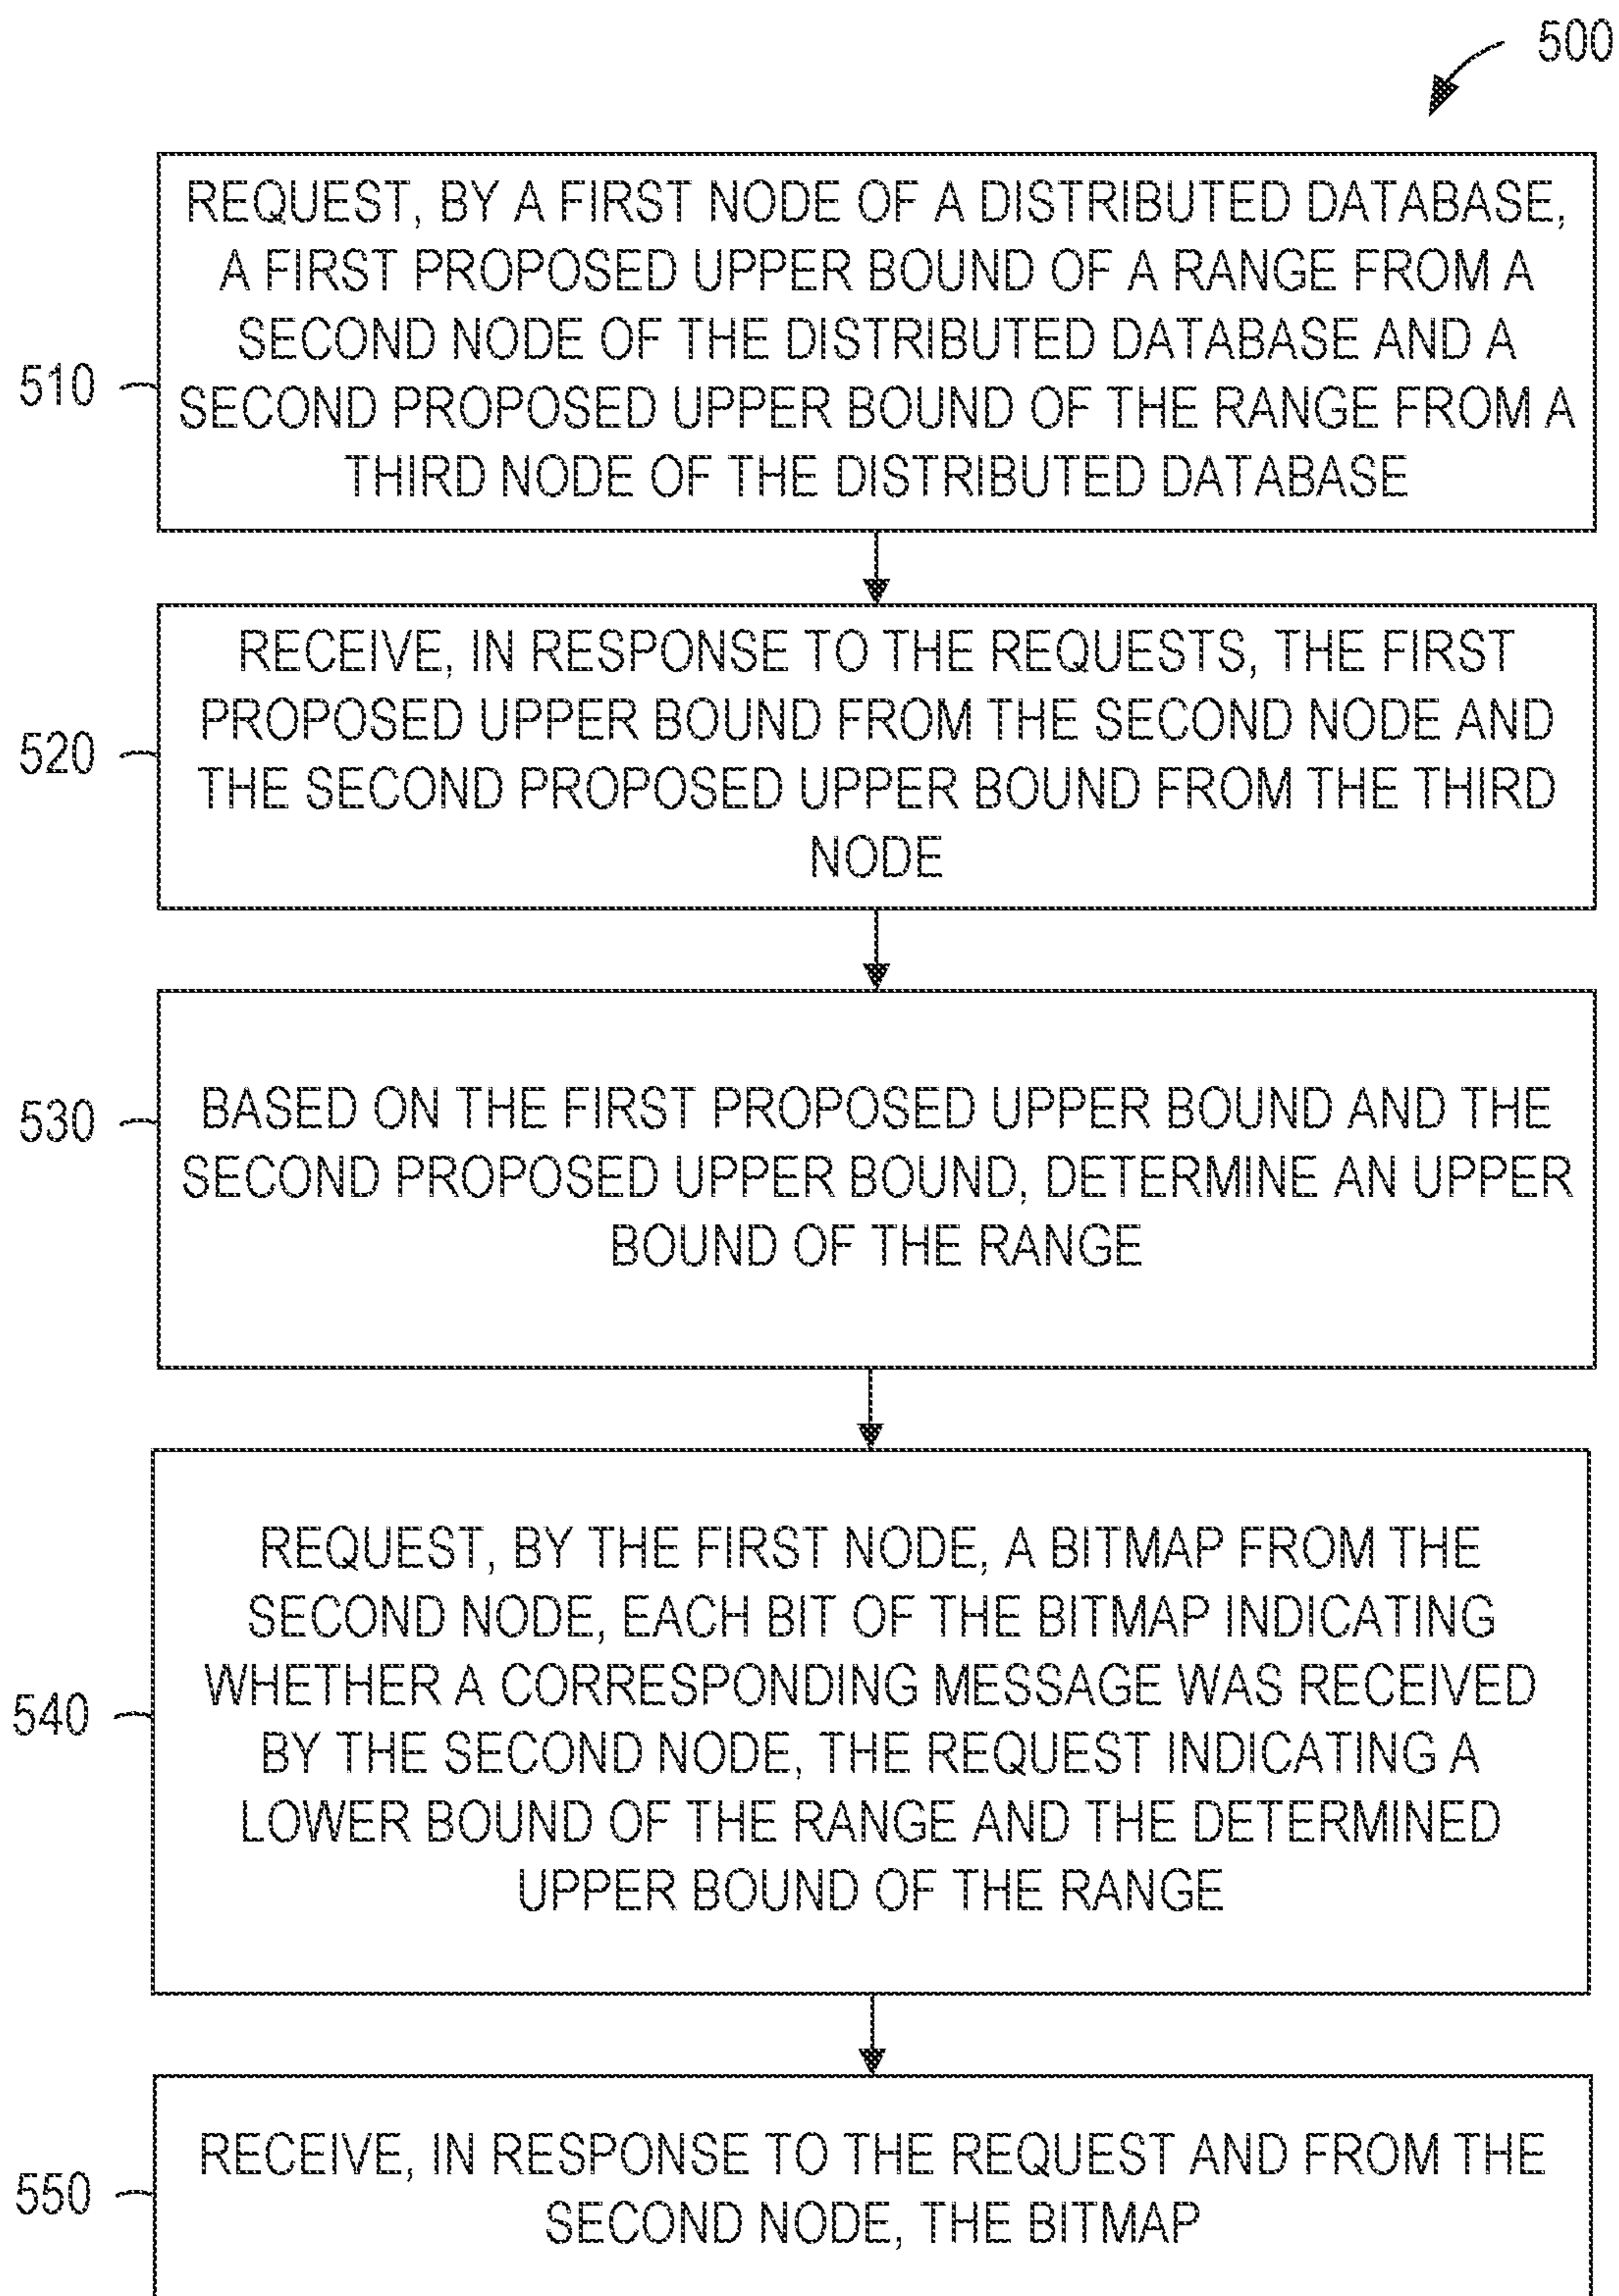 500
REQUEST, BY A FIRST NODE OF A DISTRIBUTED DATABASE,
A FIRST PROPOSED UPPER BOUND OF A RANGE FROM A
SECOND NODE OF THE DISTRIBUTED DATABASE AND A
SECOND PROPOSED UPPER BOUND OF THE RANGE FROM A
THIRD NODE OF THE DISTRIBUTED DATABASE
510
RECEIVE, IN RESPONSE TO THE REQUESTS, THE FIRST
PROPOSED UPPER BOUND FROM THE SECOND NODE AND
THE SECOND PROPOSED UPPER BOUND FROM THE THIRD
NODE
520
BASED ON THE FIRST PROPOSED UPPER BOUND AND THE
SECOND PROPOSED UPPER BOUND, DETERMINE AN UPPER
BOUND OF THE RANGE
530
REQUEST, BY THE FIRST NODE, A BITMAP FROM THE
SECOND NODE, EACH BIT OF THE BITMAP INDICATING
WHETHER A CORRESPONDING MESSAGE WAS RECEIVED
BY THE SECOND NODE, THE REQUEST INDICATING A
LOWER BOUND OF THE RANGE AND THE DETERMINED
UPPER BOUND OF THE RANGE
540
RECEIVE, IN RESPONSE TO THE REQUEST AND FROM THE
SECOND NODE, THE BITMAP
550